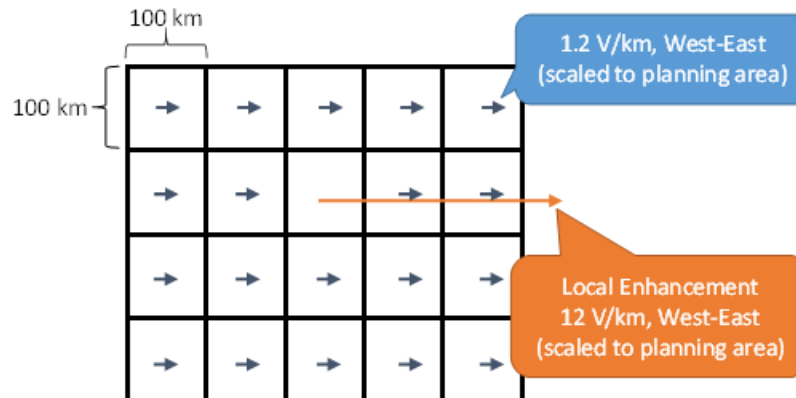 100 km
1.2 V/km, West-East
(scaled to planning area)
100 km
Local Enhancement
12 V/km, West-East
(scaled to planning area)